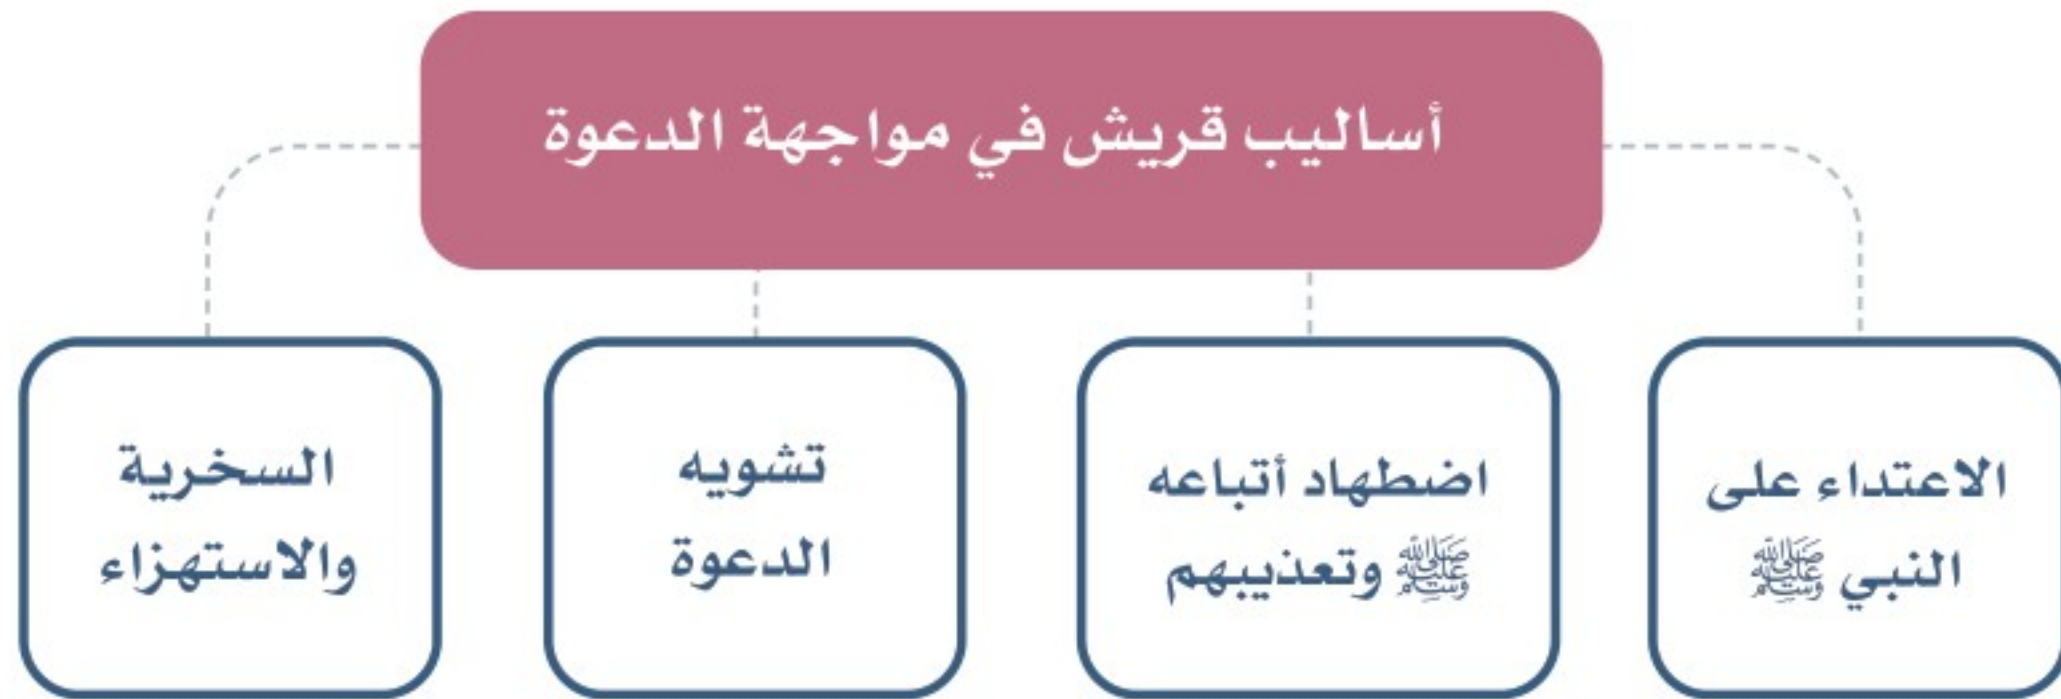 أساليب قريش في مواجهة الدعوة
الاعتداء على
النبي ﷺ
اضطهاد أتباعه
ﷺ وتعذيبهم
تشويه
الدعوة
السخرية
والاستهزاء